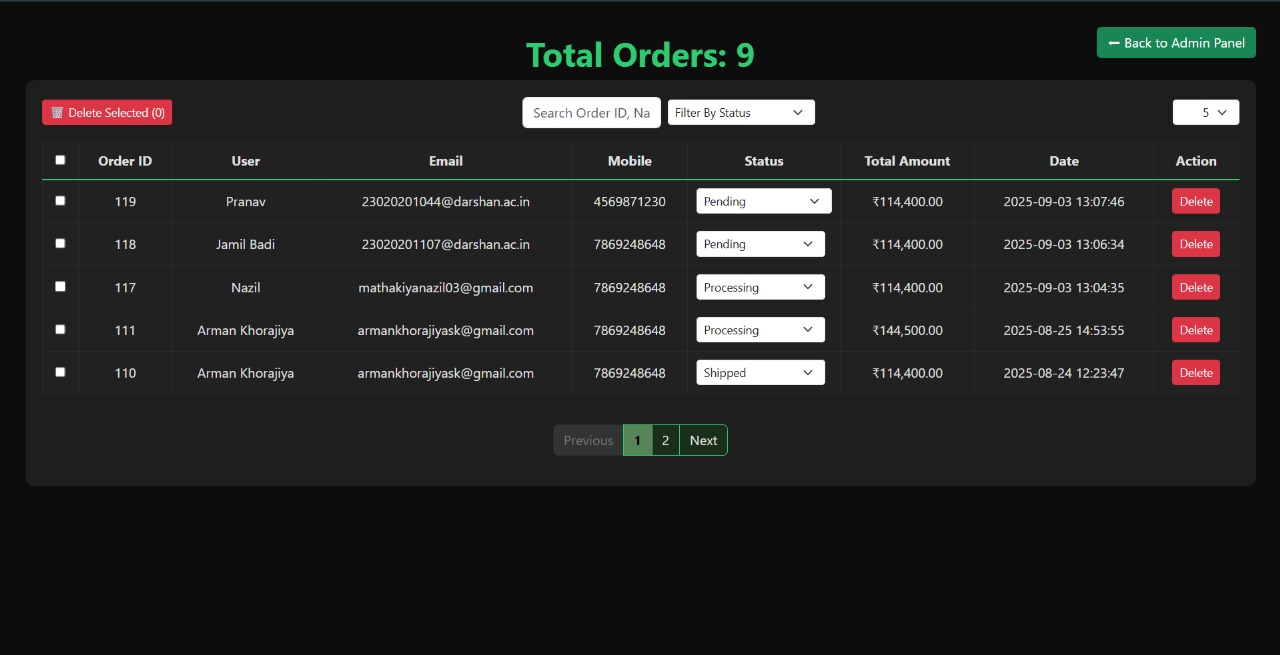 Total Orders: 9
← Back to Admin Panel
Delete Selected (0)
Search Order ID, Na
Filter By Status
5
Order ID User Email Mobile Status Total Amount Date Action
119 Pranav 23020201044@darshan.ac.in 4569871230 Pending ₹114,400.00 2025-09-03 13:07:46 Delete
118 Jamil Badi 23020201107@darshan.ac.in 7869248648 Pending ₹114,400.00 2025-09-03 13:06:34 Delete
117 Nazil mathakiyanazil03@gmail.com 7869248648 Processing ₹114,400.00 2025-09-03 13:04:35 Delete
111 Arman Khorajiya armankhorajiyask@gmail.com 7869248648 Processing ₹144,500.00 2025-08-25 14:53:55 Delete
110 Arman Khorajiya armankhorajiyask@gmail.com 7869248648 Shipped ₹114,400.00 2025-08-24 12:23:47 Delete
Previous 1 2 Next